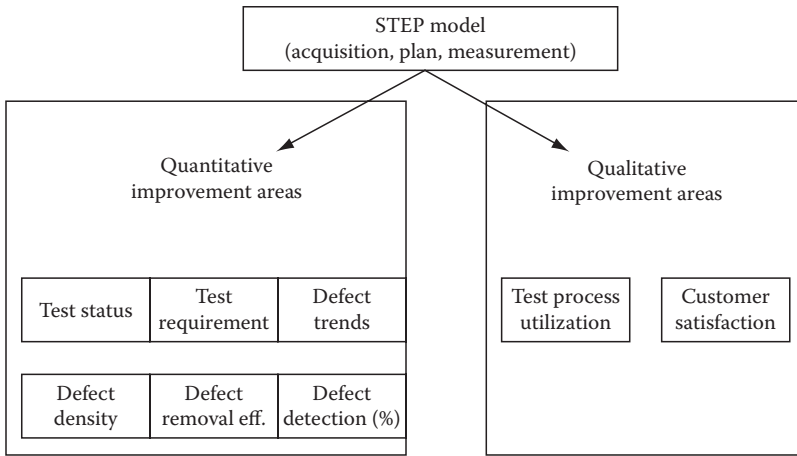 STEP model
(acquisition, plan, measurement)
Quantitative
improvement areas
Test status
Test
requirement
Defect
trends
Defect
density
Defect
removal eff.
Defect
detection (%)
Qualitative
improvement areas
Test process
utilization
Customer
satisfaction